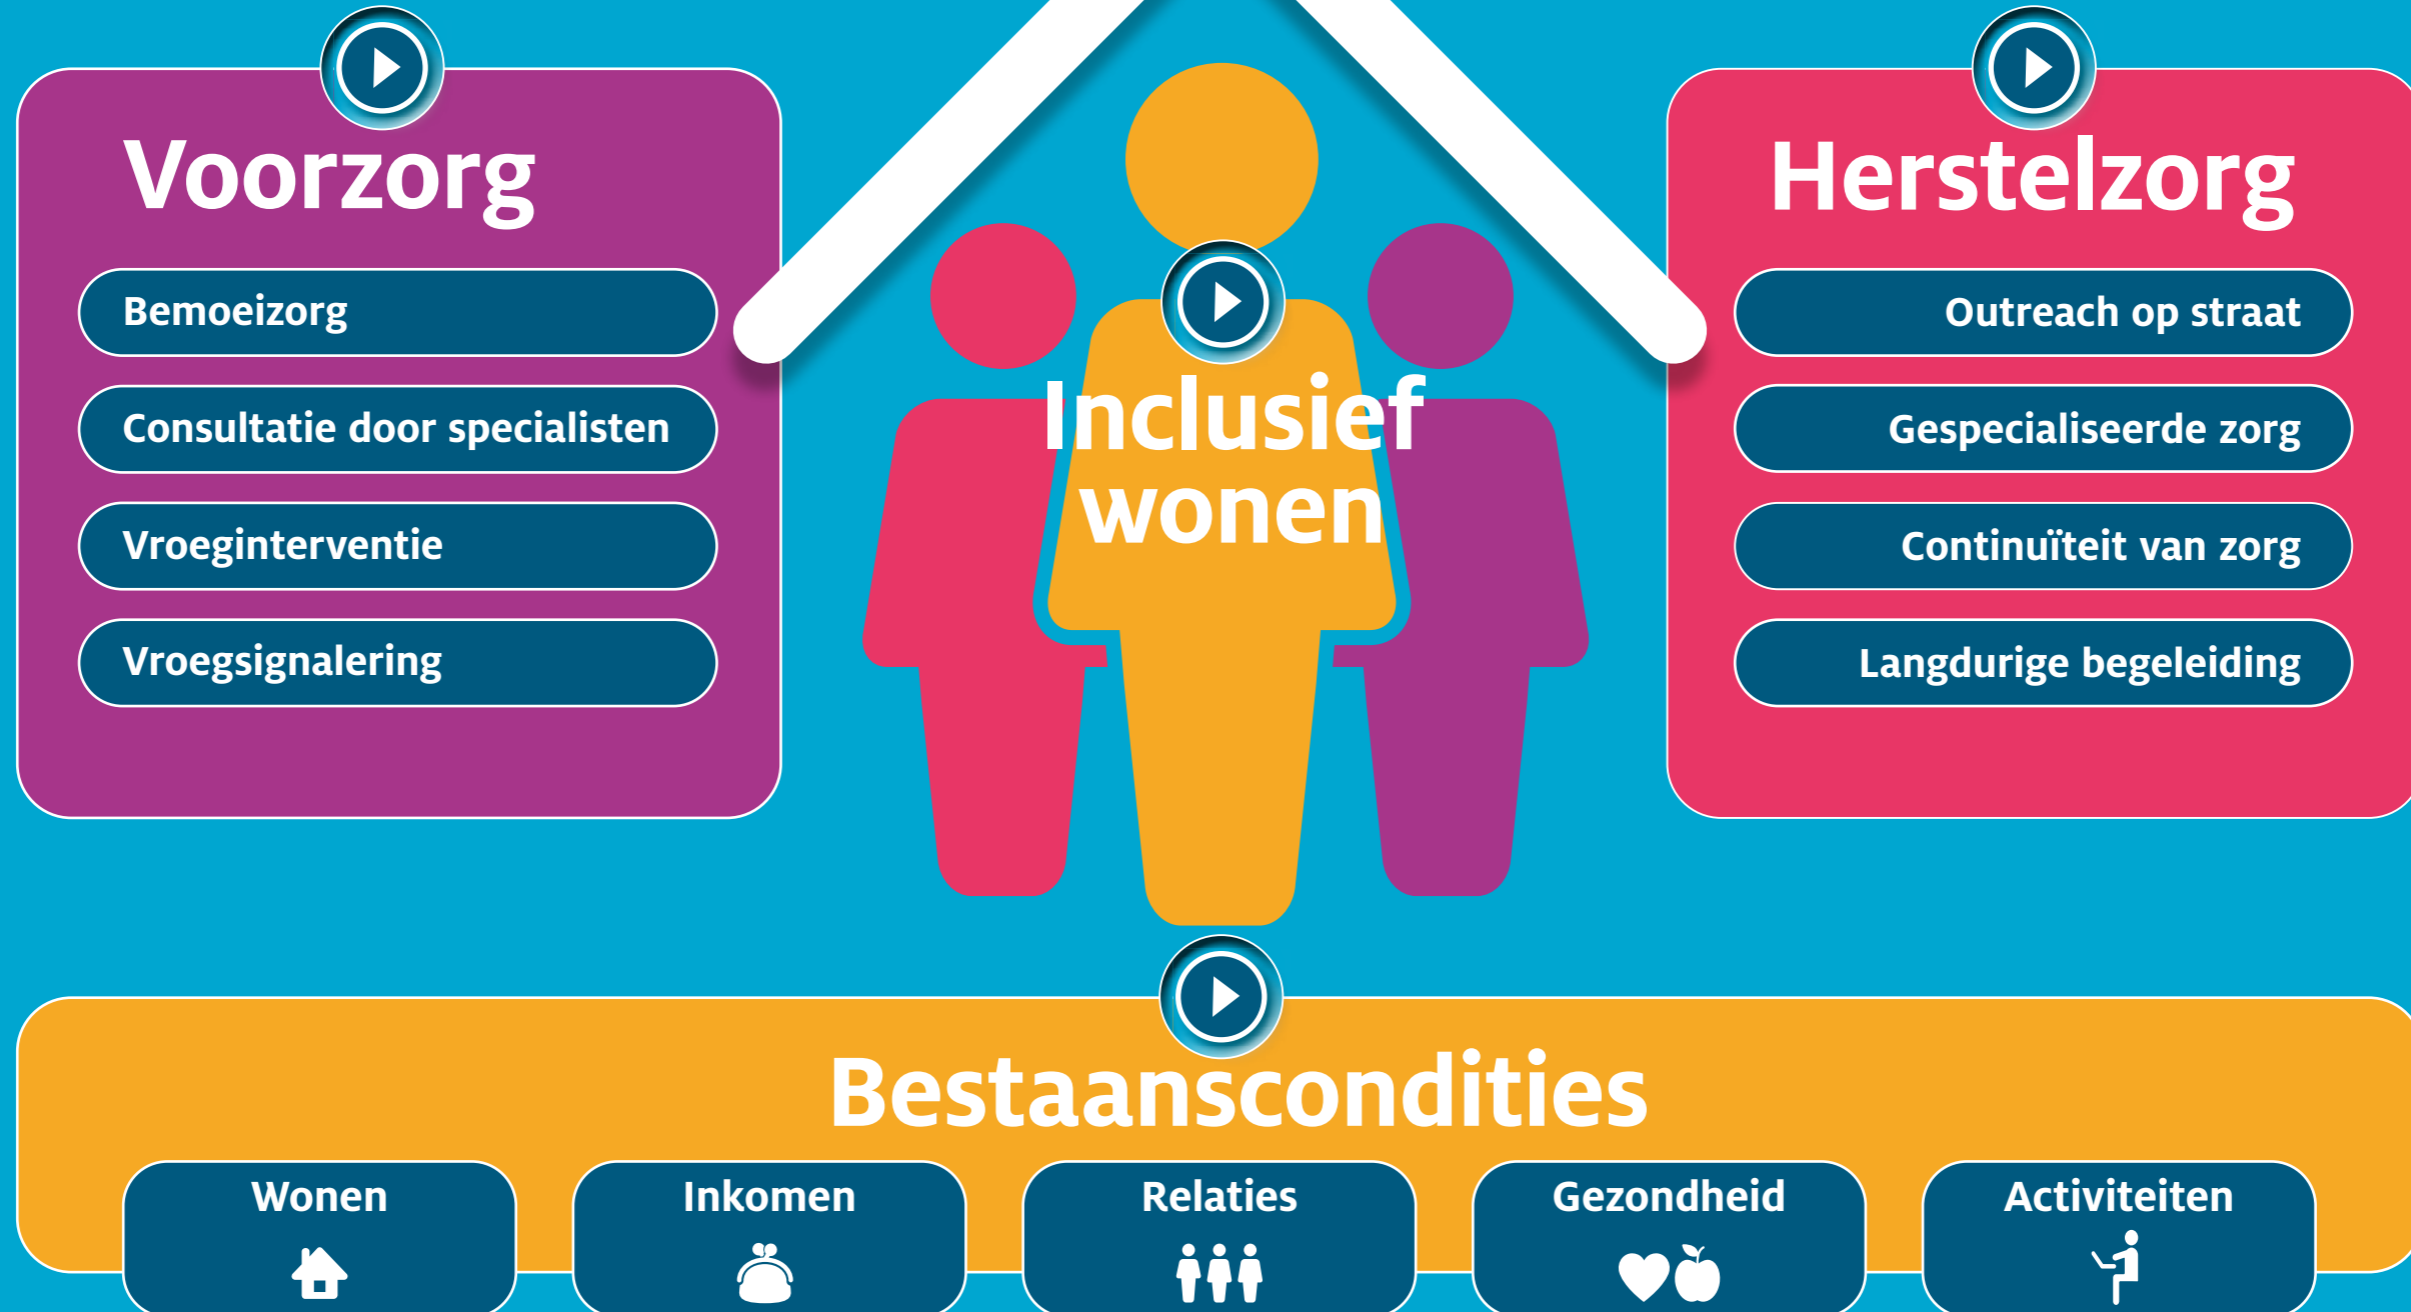 Voorzorg
Bemoeizorg
Consultatie door specialisten
Vroeginterventie
Vroegsignalering
Inclusief
wonen
Herstelzorg
Outreach op straat
Gespecialiseerde zorg
Continuïteit van zorg
Langdurige begeleiding
Bestaanscondities
Wonen
Inkomen
Relaties
Gezondheid
Activiteiten